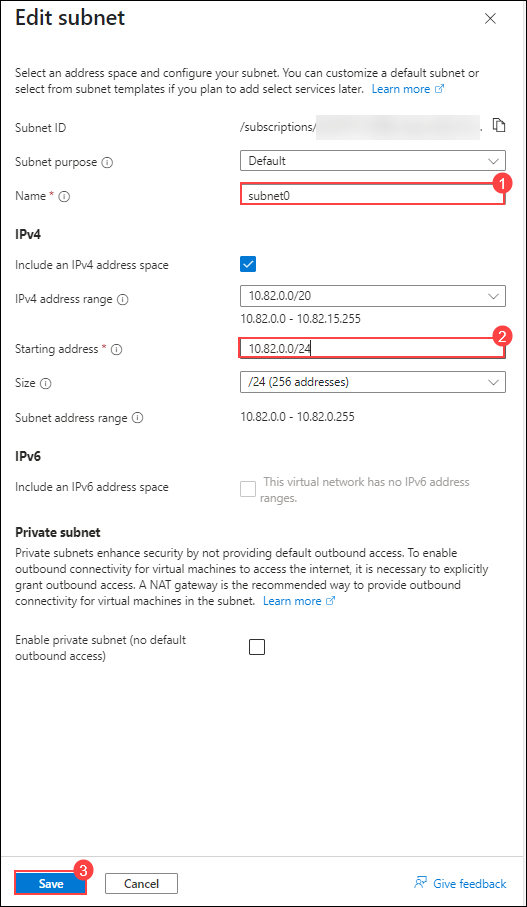 Edit subnet
Select an address space and configure your subnet. You can customize a default subnet or
select from subnet templates if you plan to add select services later. Learn more
Subnet ID /subscriptions/ .
Subnet purpose Default
Name * subnet0 1
IPv4
Include an IPv4 address space
IPv4 address range 10.82.0.0/20
10.82.0.0 - 10.82.15.255
Starting address * 10.82.0.0/24 2
Size /24 (256 addresses)
Subnet address range 10.82.0.0 - 10.82.0.255
IPv6
Include an IPv6 address space This virtual network has no IPv6 address
ranges.
Private subnet
Private subnets enhance security by not providing default outbound access. To enable
outbound connectivity for virtual machines to access the internet, it is necessary to explicitly
grant outbound access. A NAT gateway is the recommended way to provide outbound
connectivity for virtual machines in the subnet. Learn more
Enable private subnet (no default
outbound access)
3
Save Cancel Give feedback